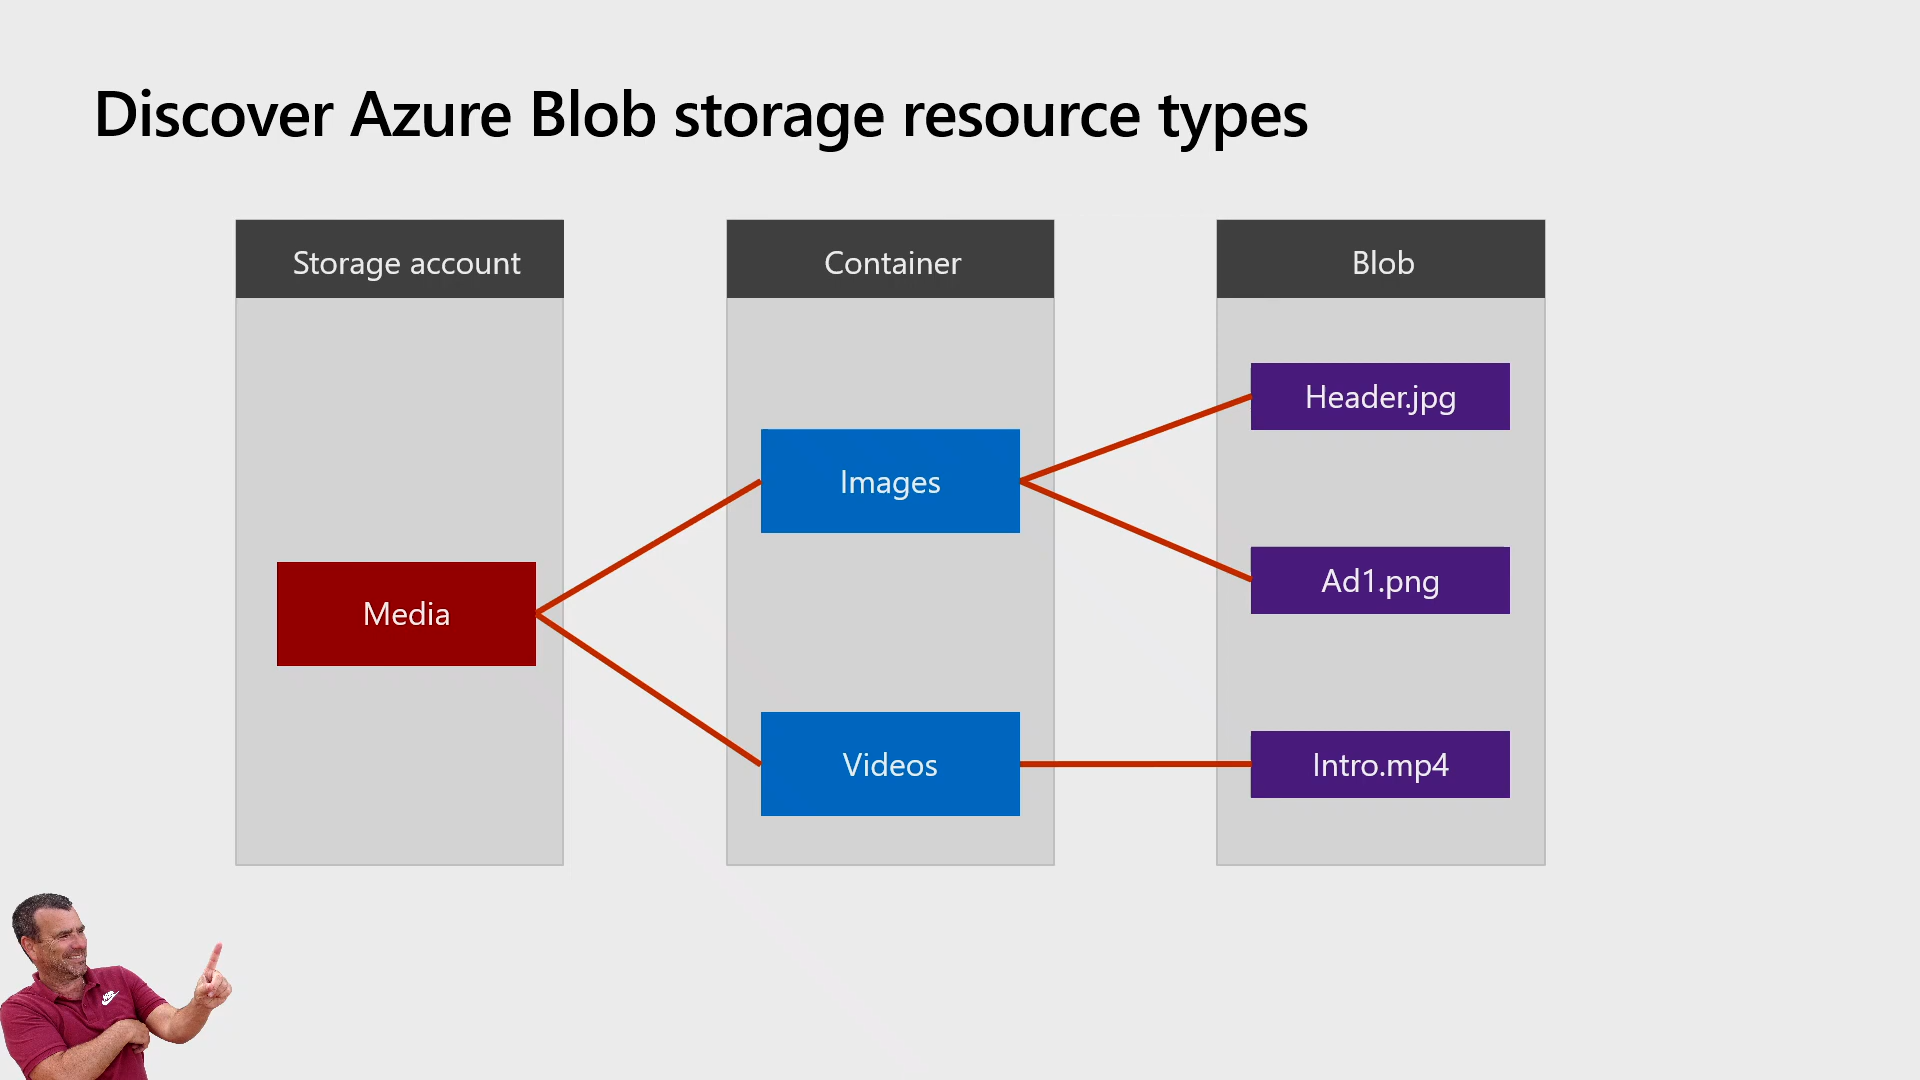 Discover Azure Blob storage resource types
Storage account
Container
Blob
Header.jpg
Images
Ad1.png
Media
Videos
Intro.mp4